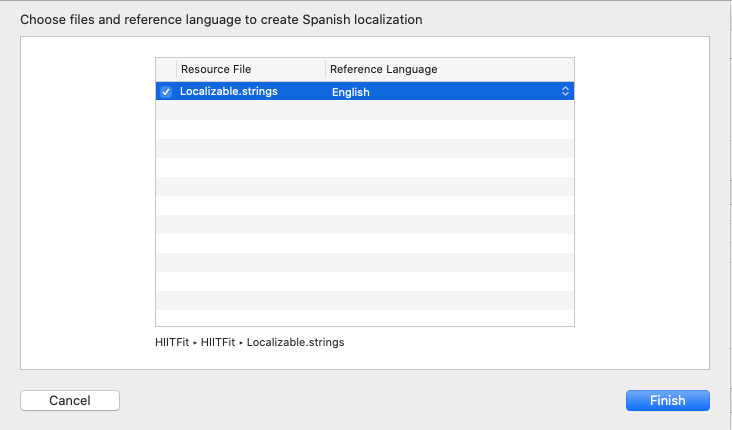 Choose files and reference language to create Spanish localization
Resource File Reference Language
Localizable.strings English
HIITFit ▸ HIITFit ▸ Localizable.strings
Cancel Finish